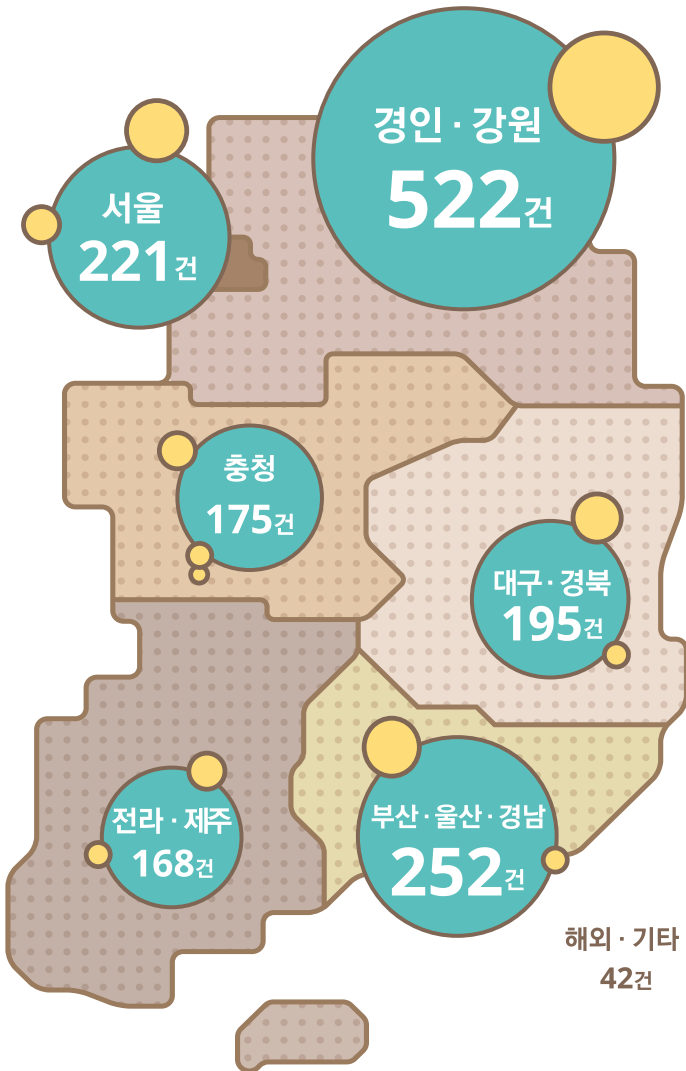 경인 · 강원
522건
서울
221건
충청
175건
대구 · 경북
195건
전라 · 제주
168건
부산 · 울산 · 경남
252건
해외 · 기타
42건